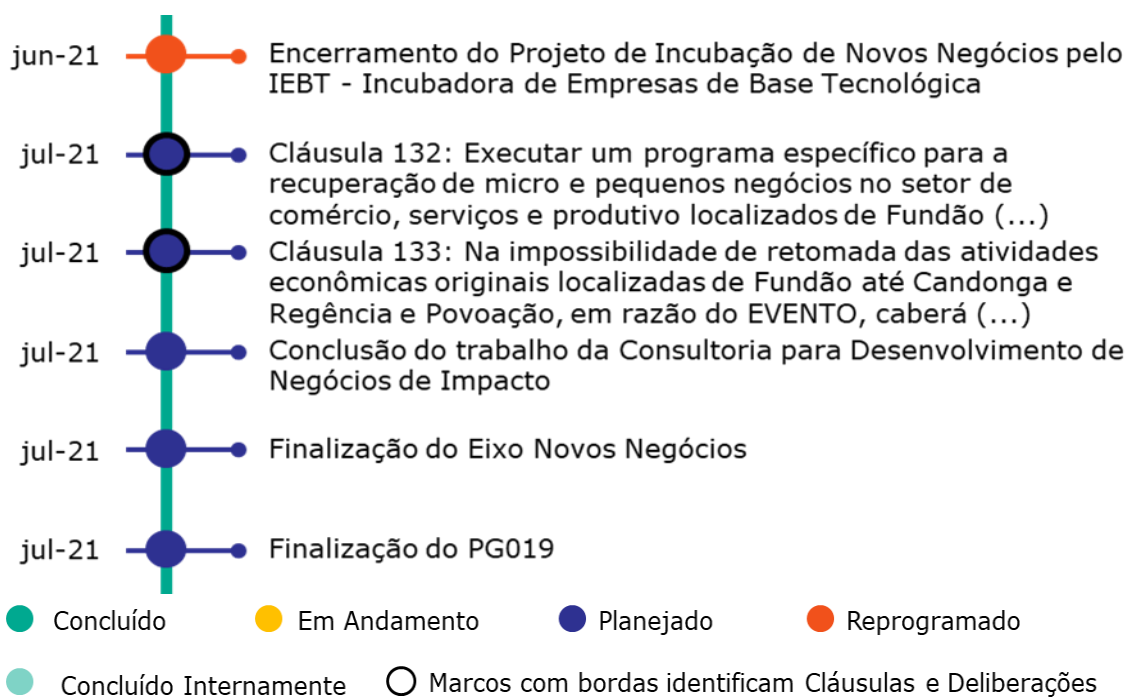 jun-21 Encerramento do Projeto de Incubação de Novos Negócios pelo
IEBT - Incubadora de Empresas de Base Tecnológica
jul-21 Cláusula 132: Executar um programa específico para a
recuperação de micro e pequenos negócios no setor de
comércio, serviços e produtivo localizados de Fundão (...)
jul-21 Cláusula 133: Na impossibilidade de retomada das atividades
econômicas originais localizadas de Fundão até Candonga e
Regência e Povoação, em razão do EVENTO, caberá (...)
jul-21 Conclusão do trabalho da Consultoria para Desenvolvimento de
Negócios de Impacto
jul-21 Finalização do Eixo Novos Negócios
jul-21 Finalização do PG019
Concluído Em Andamento Planejado Reprogramado
Concluído Internamente Marcos com bordas identificam Cláusulas e Deliberações